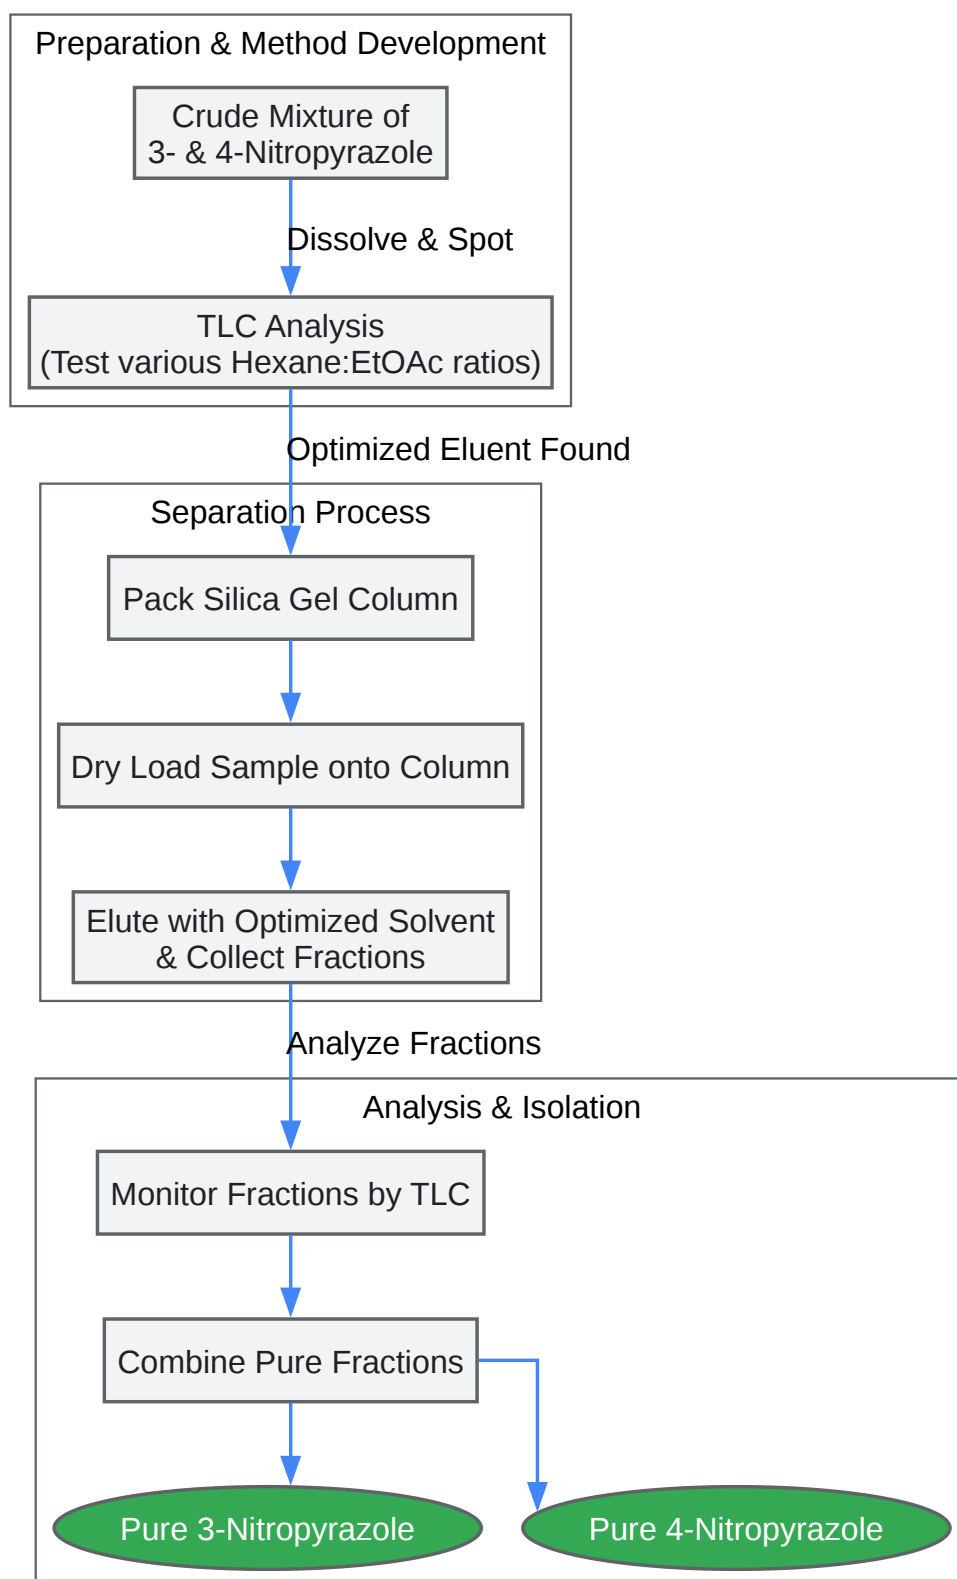 Preparation & Method Development
Crude Mixture of
3- & 4-Nitropyrazole
Dissolve & Spot
TLC Analysis
(Test various Hexane:EtOAc ratios)
Optimized Eluent Found
Separation Process
Pack Silica Gel Column
Dry Load Sample onto Column
Elute with Optimized Solvent
& Collect Fractions
Analyze Fractions
Analysis & Isolation
Monitor Fractions by TLC
Combine Pure Fractions
Pure 3-Nitropyrazole
Pure 4-Nitropyrazole